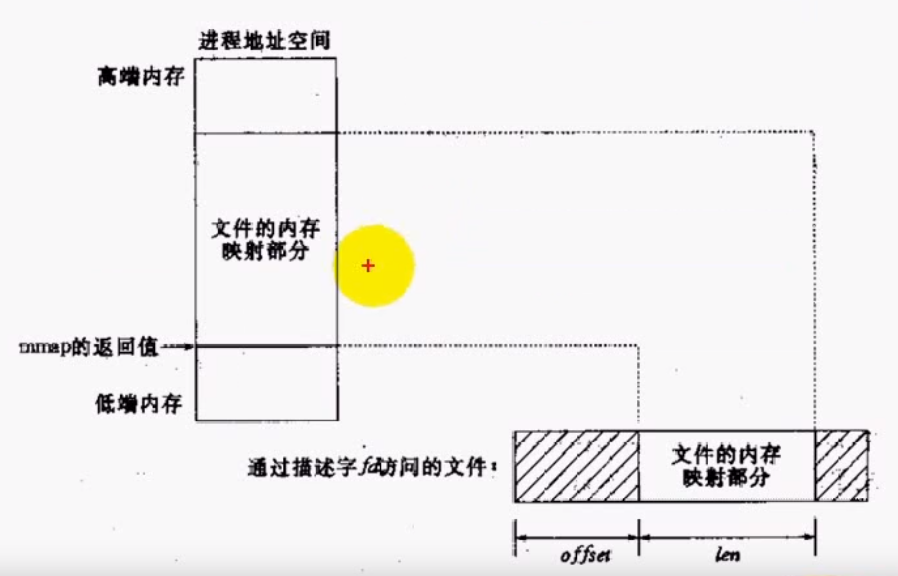 进程地址空间
高端内存
文件的内存
映射部分
mmap的返回值
低端内存
通过描述字fd访问的文件：
文件的内存
映射部分
offset
len